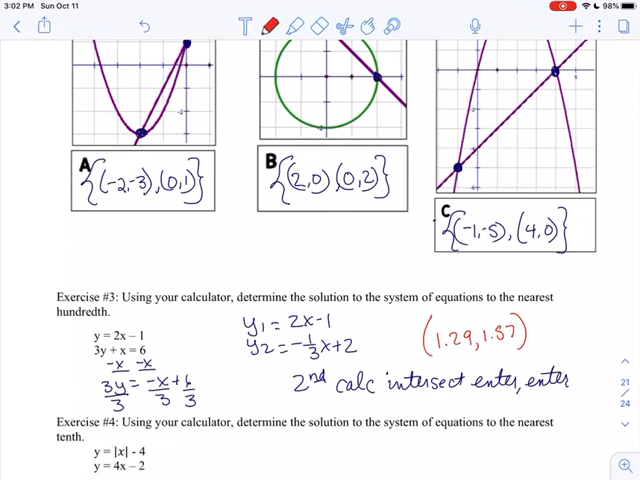 3:02 PM Sun Oct 11
A
{(-2,-3),(0,1)}
B
{(2,0) (0,2)}
C
{(-1,-5), (4,0)}
Exercise #3: Using your calculator, determine the solution to the system of equations to the nearest
hundredth.
y = 2x – 1
3y + x = 6
-x -x
3y = -x + 6
3 3 3
y1 = 2x-1
y2 = -1/3x+2
(1.29, 1.57)
2nd calc intersect enter, enter
Exercise #4: Using your calculator, determine the solution to the system of equations to the nearest
tenth.
y = |x| - 4
y = 4x – 2
21
/
24